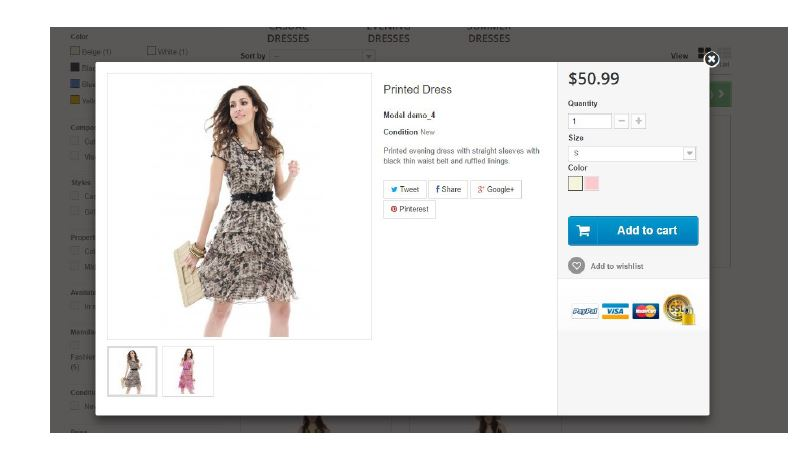 CASUAL
DRESSES
EVENING
DRESSES
SUMMER
DRESSES
Color
Beige (1)
White (1)
Sort by
View
Printed Dress
Model demo_4
Condition New
Printed evening dress with straight sleeves with
black thin waist belt and ruffled linings.
Tweet
Share
Google+
Pinterest
$50.99
Quantity
1
Size
S
Color
Add to cart
Add to wishlist
PayPal
VISA
MasterCard
SSL
Styles